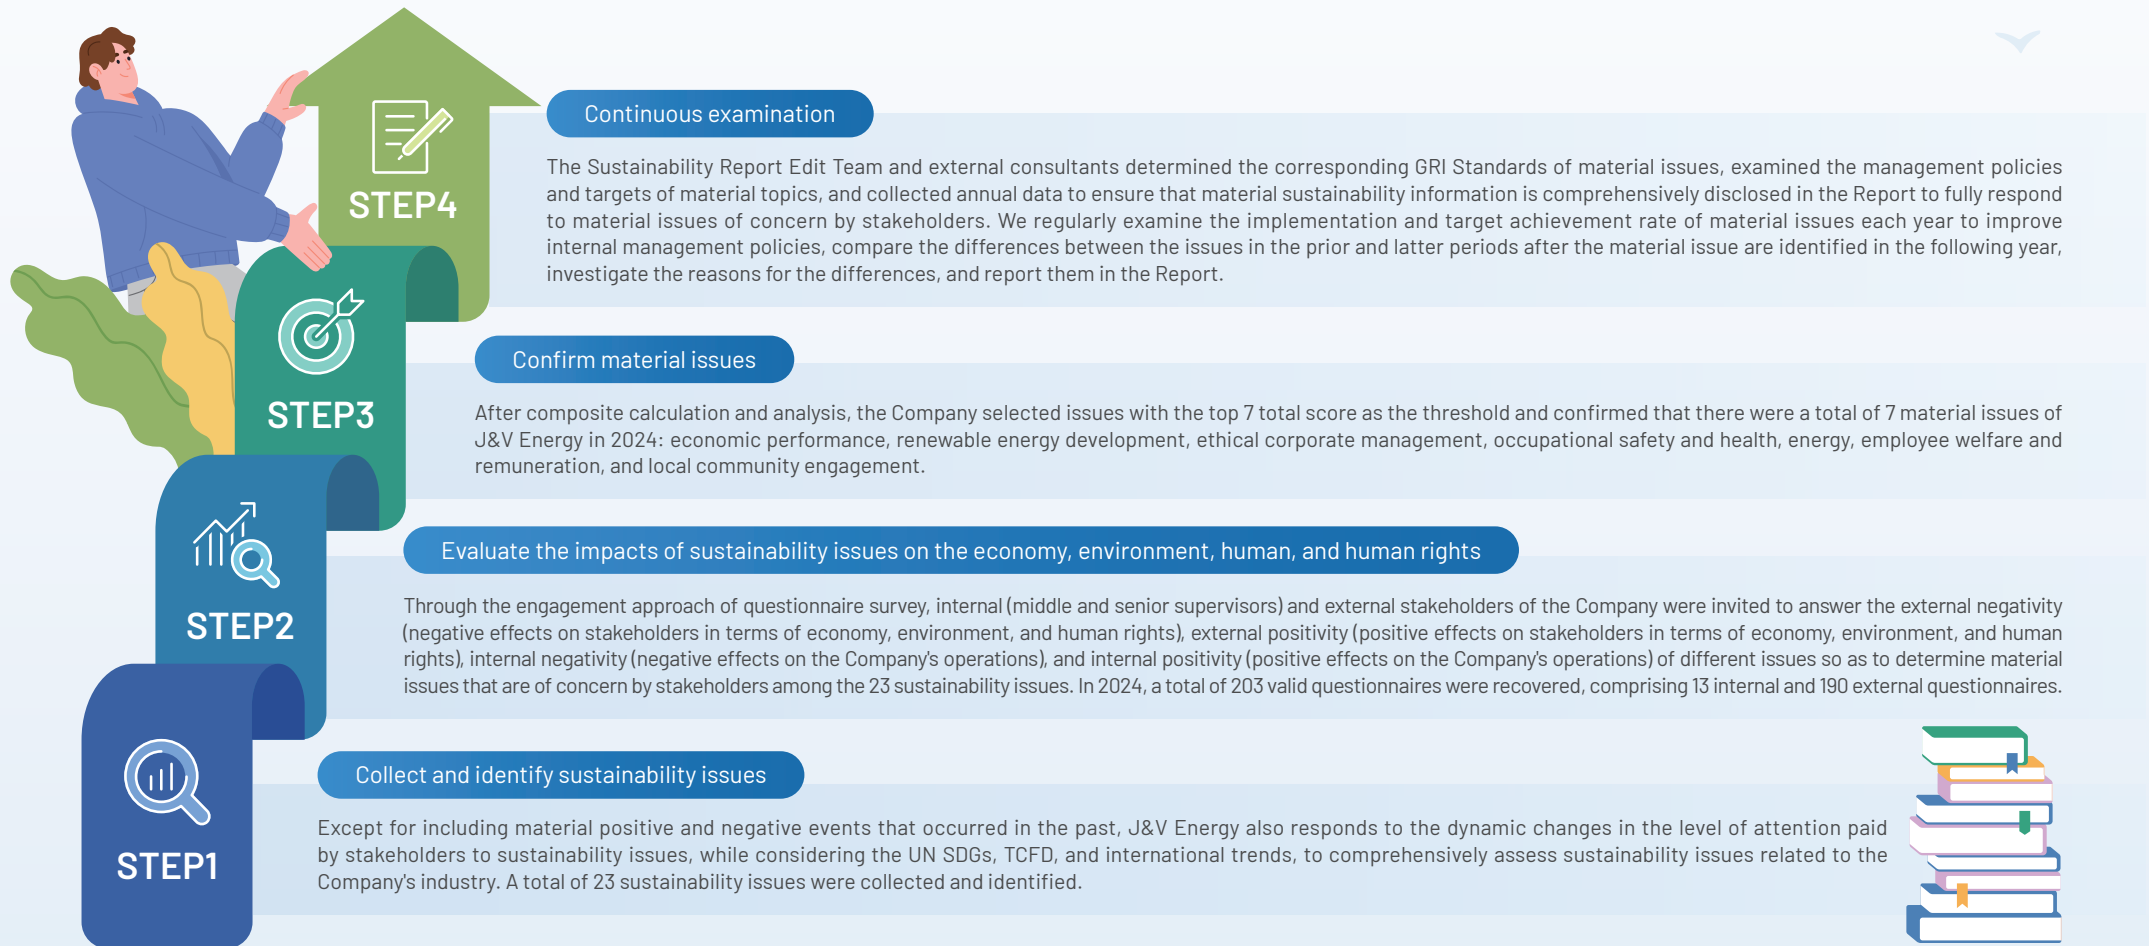 STEP4
Continuous examination
The Sustainability Report Edit Team and external consultants determined the corresponding GRI Standards of material issues, examined the management policies
and targets of material topics, and collected annual data to ensure that material sustainability information is comprehensively disclosed in the Report to fully respond
to material issues of concern by stakeholders. We regularly examine the implementation and target achievement rate of material issues each year to improve
internal management policies, compare the differences between the issues in the prior and latter periods after the material issue are identified in the following year,
investigate the reasons for the differences, and report them in the Report.
STEP3
Confirm material issues
After composite calculation and analysis, the Company selected issues with the top 7 total score as the threshold and confirmed that there were a total of 7 material issues of
J&V Energy in 2024: economic performance, renewable energy development, ethical corporate management, occupational safety and health, energy, employee welfare and
remuneration, and local community engagement.
STEP2
Evaluate the impacts of sustainability issues on the economy, environment, human, and human rights
Through the engagement approach of questionnaire survey, internal (middle and senior supervisors) and external stakeholders of the Company were invited to answer the external negativity
(negative effects on stakeholders in terms of economy, environment, and human rights), external positivity (positive effects on stakeholders in terms of economy, environment, and human
rights), internal negativity (negative effects on the Company's operations), and internal positivity (positive effects on the Company's operations) of different issues so as to determine material
issues that are of concern by stakeholders among the 23 sustainability issues. In 2024, a total of 203 valid questionnaires were recovered, comprising 13 internal and 190 external questionnaires.
STEP1
Collect and identify sustainability issues
Except for including material positive and negative events that occurred in the past, J&V Energy also responds to the dynamic changes in the level of attention paid
by stakeholders to sustainability issues, while considering the UN SDGs, TCFD, and international trends, to comprehensively assess sustainability issues related to the
Company's industry. A total of 23 sustainability issues were collected and identified.